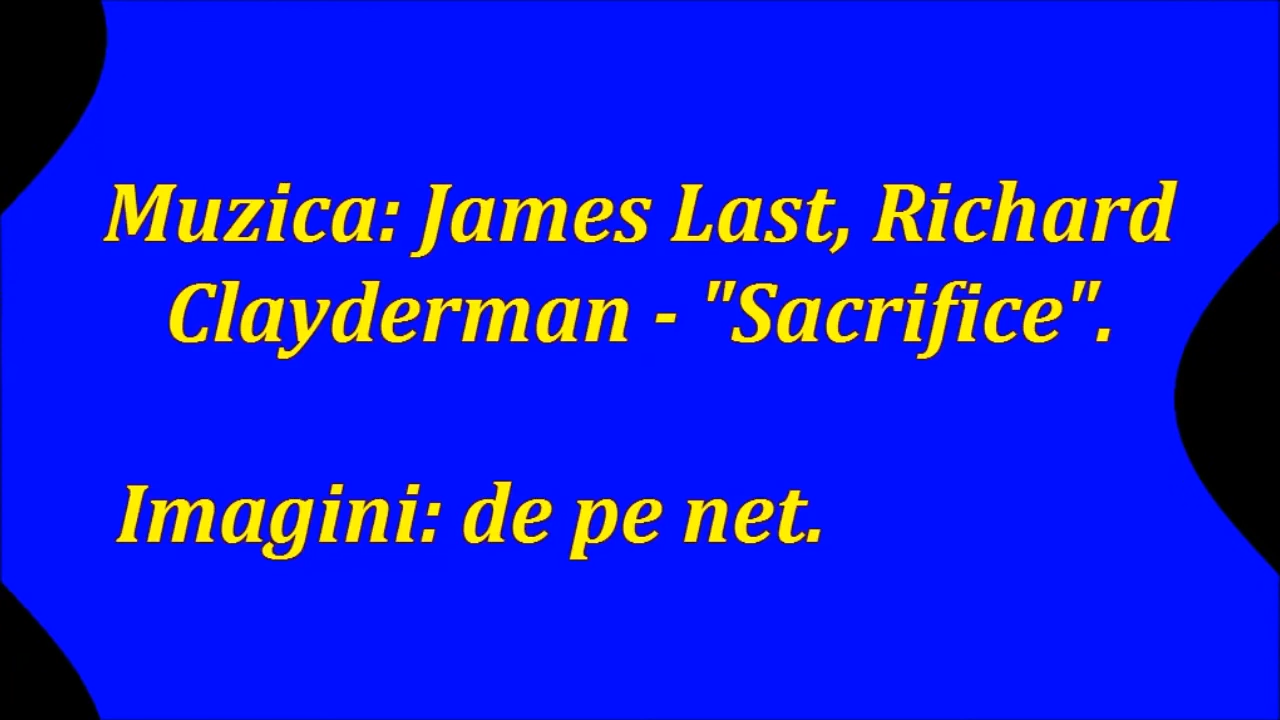 Muzica: James Last, Richard
Clayderman - "Sacrifice".
Imagini: de pe net.